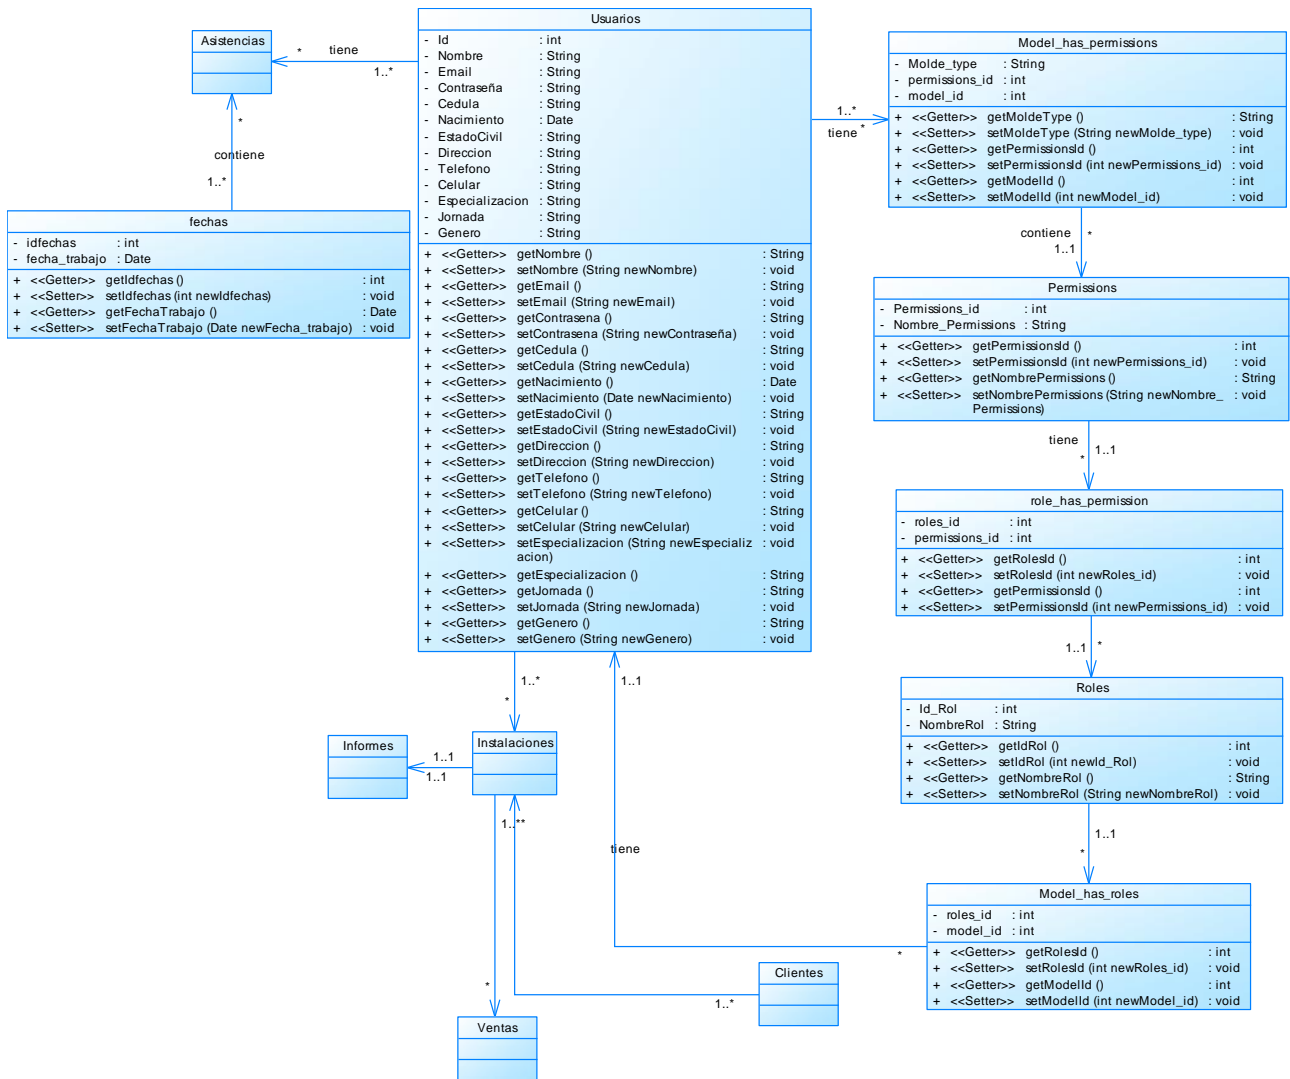 Usuarios
- Id : int
- Nombre : String
- Email : String
- Contraseña : String
- Cedula : String
- Nacimiento : Date
- EstadoCivil : String
- Direccion : String
- Telefono : String
- Celular : String
- Especializacion : String
- Jornada : String
- Genero : String
+ <<Getter>> getNombre () : String
+ <<Setter>> setNombre (String newNombre) : void
+ <<Getter>> getEmail () : String
+ <<Setter>> setEmail (String newEmail) : void
+ <<Getter>> getContrasena () : String
+ <<Setter>> setContrasena (String newContraseña) : void
+ <<Getter>> getCedula () : String
+ <<Setter>> setCedula (String newCedula) : void
+ <<Getter>> getNacimiento () : Date
+ <<Setter>> setNacimiento (Date newNacimiento) : void
+ <<Getter>> getEstadoCivil () : String
+ <<Setter>> setEstadoCivil (String newEstadoCivil) : void
+ <<Getter>> getDireccion () : String
+ <<Setter>> setDireccion (String newDireccion) : void
+ <<Getter>> getTelefono () : String
+ <<Setter>> setTelefono (String newTelefono) : void
+ <<Getter>> getCelular () : String
+ <<Setter>> setCelular (String newCelular) : void
+ <<Setter>> setEspecializacion (String newEspecializ : void
acion)
+ <<Getter>> getEspecializacion () : String
+ <<Getter>> getJornada () : String
+ <<Setter>> setJornada (String newJornada) : void
+ <<Getter>> getGenero () : String
+ <<Setter>> setGenero (String newGenero) : void
Asistencias
* tiene
1..*
*
contiene
1..*
fechas
- idfechas : int
- fecha_trabajo : Date
+ <<Getter>> getIdfechas () : int
+ <<Setter>> setIdfechas (int newIdfechas) : void
+ <<Getter>> getFechaTrabajo () : Date
+ <<Setter>> setFechaTrabajo (Date newFecha_trabajo) : void
1..*
tiene *
Model_has_permissions
- Molde_type : String
- permissions_id : int
- model_id : int
+ <<Getter>> getMoldeType () : String
+ <<Setter>> setMoldeType (String newMolde_type) : void
+ <<Getter>> getPermissionsId () : int
+ <<Setter>> setPermissionsId (int newPermissions_id) : void
+ <<Getter>> getModelId () : int
+ <<Setter>> setModelId (int newModel_id) : void
contiene *
1..1
Permissions
- Permissions_id : int
- Nombre_Permissions : String
+ <<Getter>> getPermissionsId () : int
+ <<Setter>> setPermissionsId (int newPermissions_id) : void
+ <<Getter>> getNombrePermissions () : String
+ <<Setter>> setNombrePermissions (String newNombre_ : void
Permissions)
tiene
* 1..1
role_has_permission
- roles_id : int
- permissions_id : int
+ <<Getter>> getRolesId () : int
+ <<Setter>> setRolesId (int newRoles_id) : void
+ <<Getter>> getPermissionsId () : int
+ <<Setter>> setPermissionsId (int newPermissions_id) : void
1..1 *
Roles
- Id_Rol : int
- NombreRol : String
+ <<Getter>> getIdRol () : int
+ <<Setter>> setIdRol (int newId_Rol) : void
+ <<Getter>> getNombreRol () : String
+ <<Setter>> setNombreRol (String newNombreRol) : void
1..1
*
Model_has_roles
- roles_id : int
- model_id : int
+ <<Getter>> getRolesId () : int
+ <<Setter>> setRolesId (int newRoles_id) : void
+ <<Getter>> getModelId () : int
+ <<Setter>> setModelId (int newModel_id) : void
1..*
*
1..1
tiene
*
Informes
1..1
1..1
Instalaciones
1..**
*
Clientes
1..*
Ventas